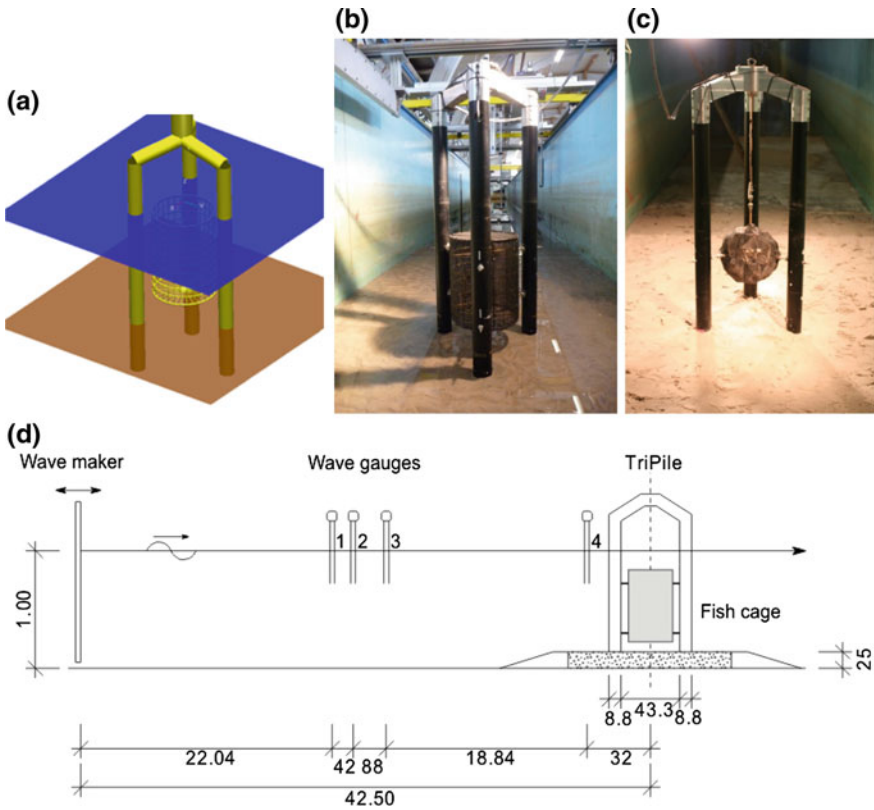 (a)
(b)
(c)
(d)
Wave maker
Wave gauges
TriPile
1
2
3
4
1.00
Fish cage
25
8.8
43.3
8.8
22.04
42
88
18.84
32
42.50